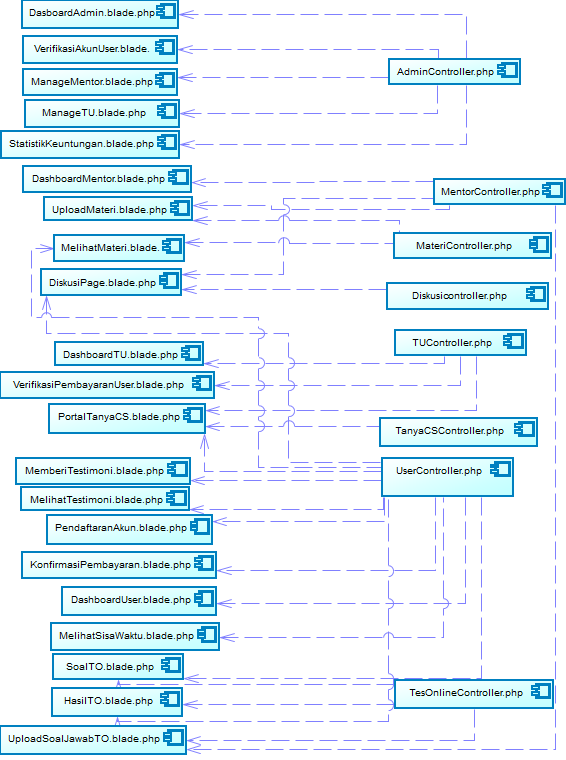 DasboardAdmin.blade.php
VerifikasiAkunUser.blade.
AdminController.php
ManageMentor.blade.php
ManageTU.blade.php
StatistikKeuntungan.blade.php
DashboardMentor.blade.php
MentorController.php
UploadMateri.blade.php
MelihatMateri.blade.
MateriController.php
DiskusiPage.blade.php
Diskusicontroller.php
TUController.php
DashboardTU.blade.php
VerifikasiPembayaranUser.blade.php
PortalTanyaCS.blade.php
TanyaCSController.php
MemberiTestimoni.blade.php
UserController.php
MelihatTestimoni.blade.php
PendaftaranAkun.blade.php
KonfirmasiPembayaran.blade.php
DashboardUser.blade.php
MelihatSisaWaktu.blade.php
SoalTO.blade.php
TesOnlineController.php
HasilTO.blade.php
UploadSoalJawabTO.blade.php